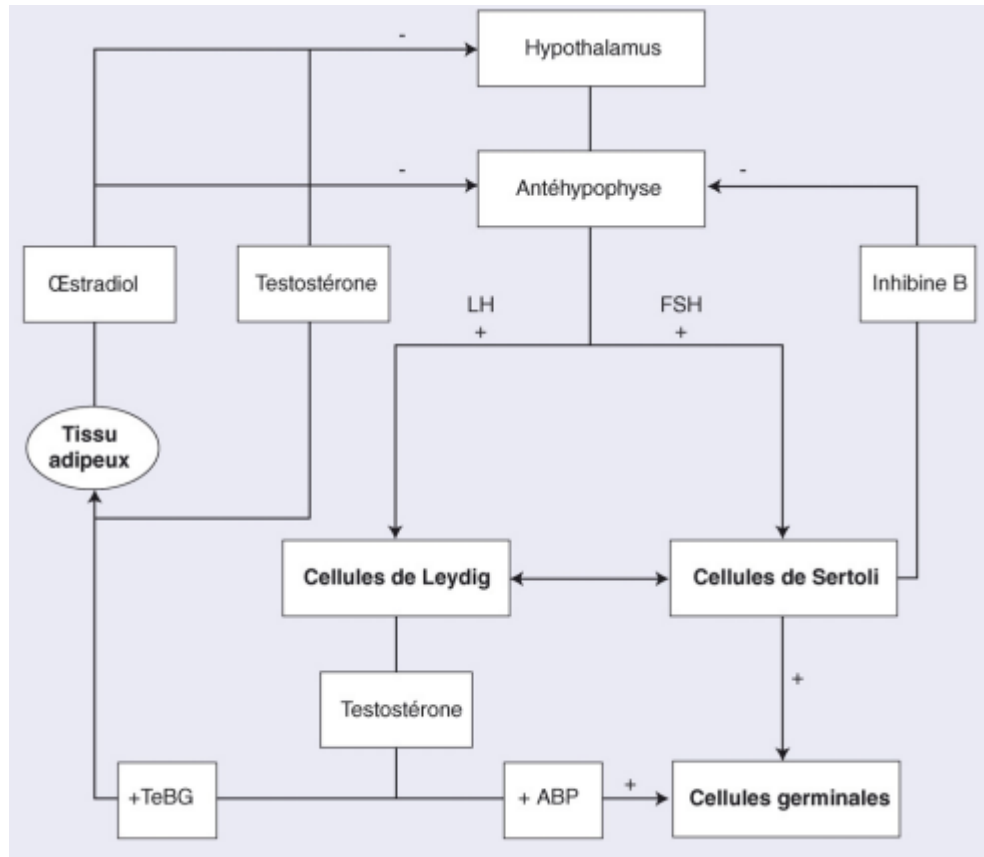 -
Hypothalamus
-
Antéhypophyse
-
Œstradiol
Testostérone
Inhibine B
LH
+
FSH
+
Tissu
adipeux
Cellules de Leydig
Cellules de Sertoli
+
Testostérone
+TeBG
+ ABP
+
Cellules germinales